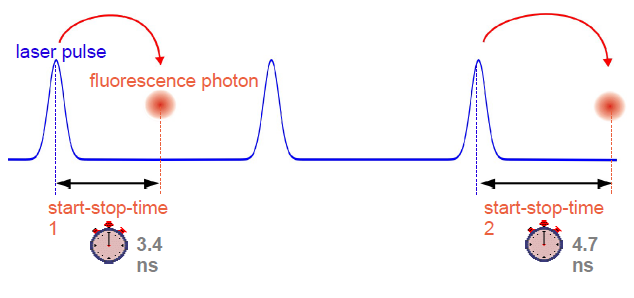 laser pulse
fluorescence photon
start-stop-time
1
3.4
ns
start-stop-time
2
4.7
ns